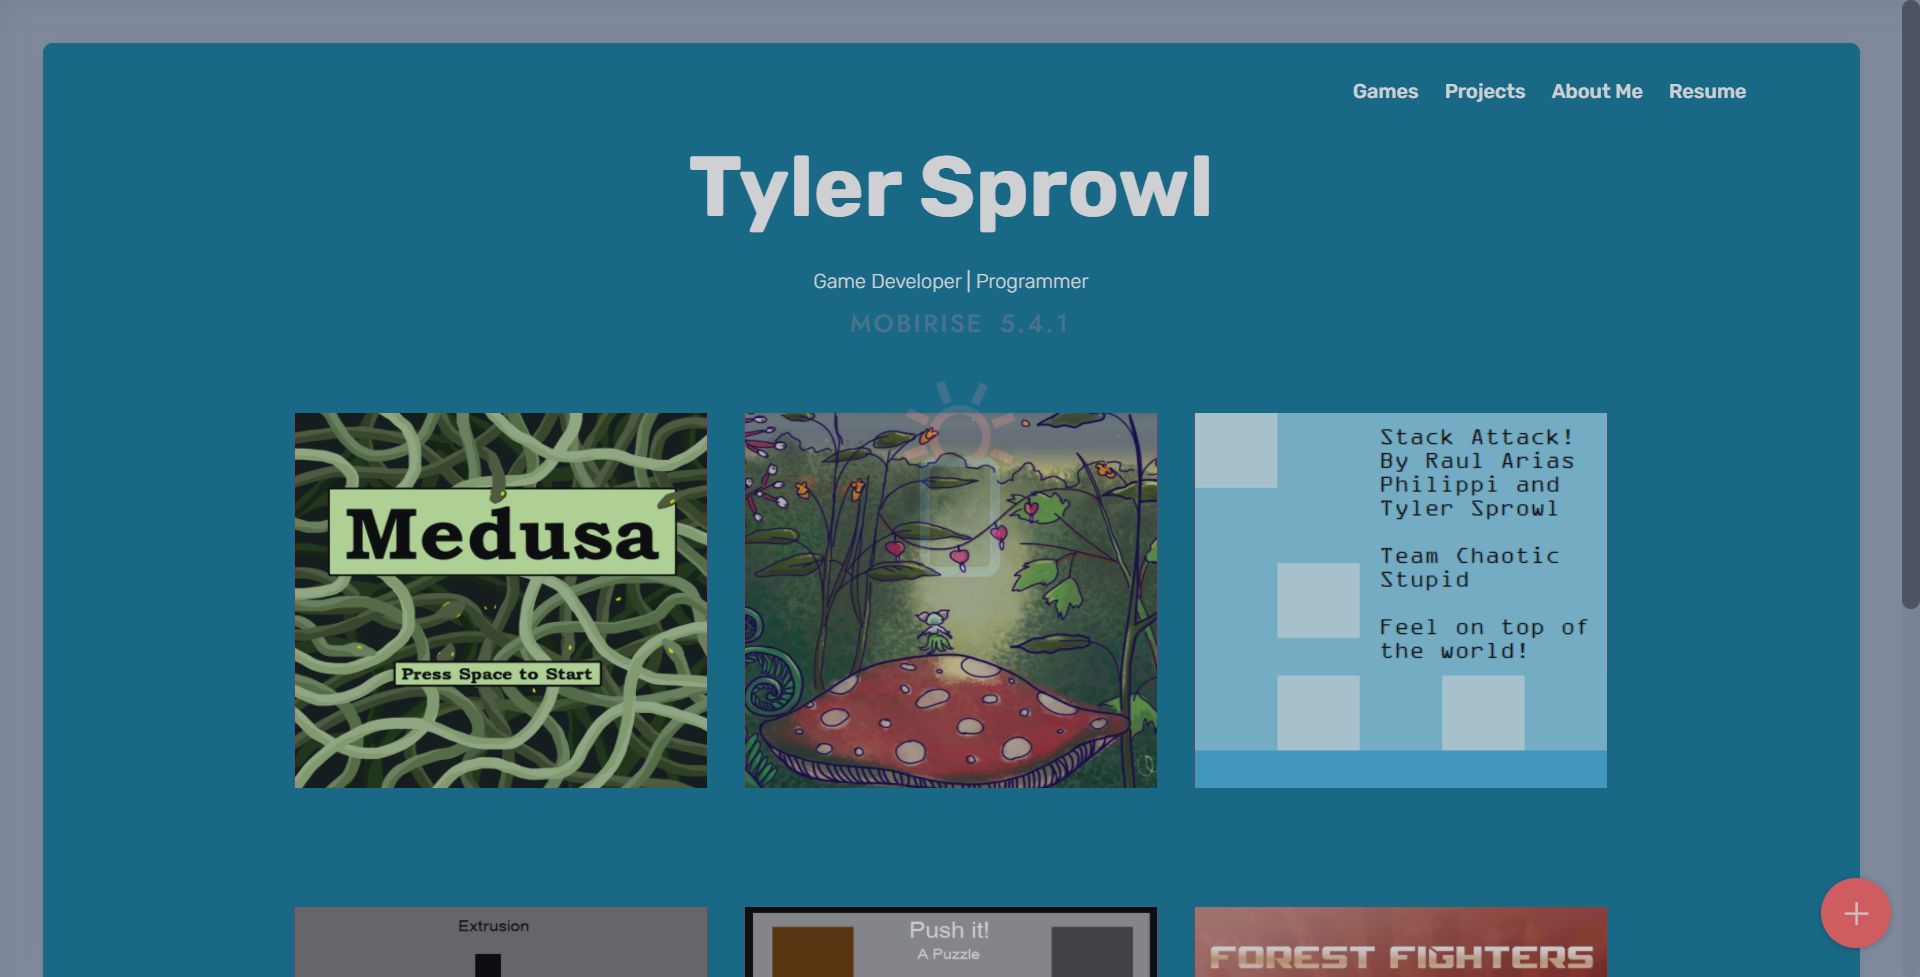 Games Projects About Me Resume
Tyler Sprowl
Game Developer | Programmer
MOBIRISE 5.4.1
Medusa
Press Space to Start
Stack Attack!
By Raul Arias
Philippi and
Tyler Sprowl
Team Chaotic
Stupid
Feel on top of
the world!
Extrusion
Push it!
A Puzzle
FOREST FIGHTERS